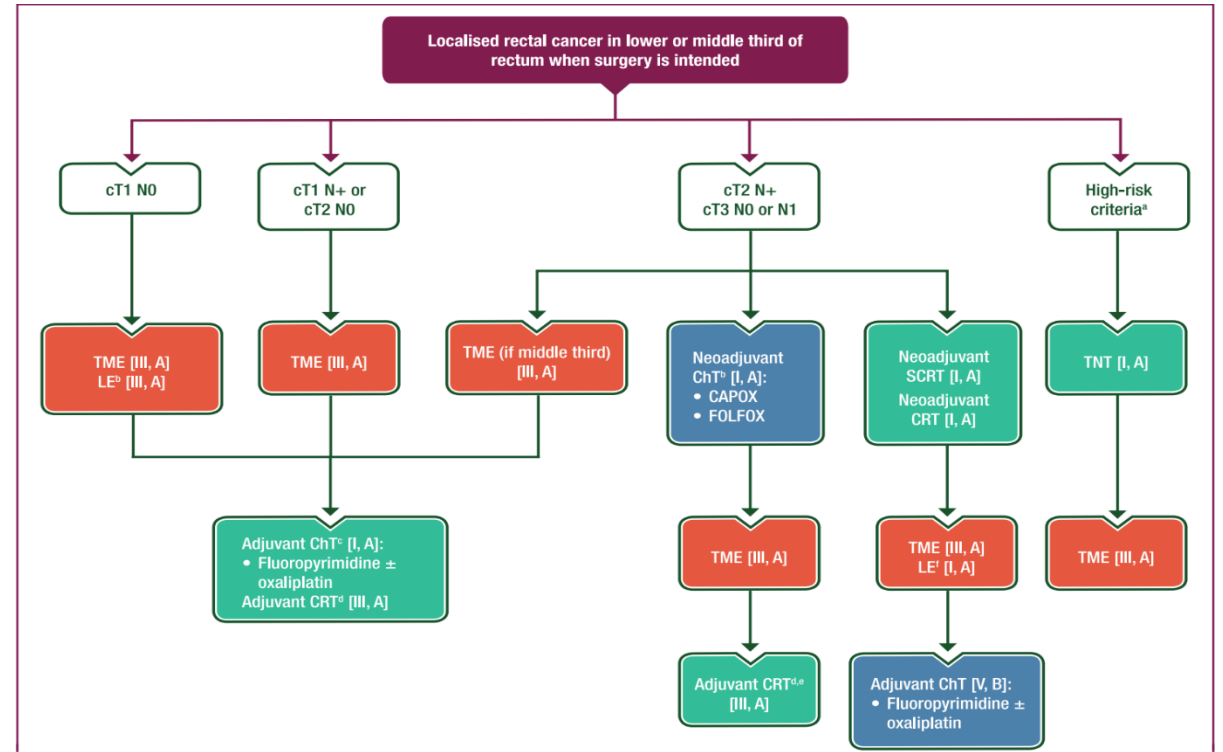 Localised rectal cancer in lower or middle third of
rectum when surgery is intended
cT1 N0
cT1 N+ or
cT2 N0
cT2 N+
cT3 N0 or N1
High-risk
criteriaᵃ
TME [III, A]
LEᵇ [III, A]
TME [III, A]
TME (if middle third)
[III, A]
Neoadjuvant
ChTᵇ [I, A]:
• CAPOX
• FOLFOX
Neoadjuvant
SCRT [I, A]
Neoadjuvant
CRT [I, A]
TNT [I, A]
Adjuvant ChTᶜ [I, A]:
• Fluoropyrimidine ±
oxaliplatin
Adjuvant CRTᵈ [III, A]
TME [III, A]
TME [III, A]
LEᶠ [I, A]
TME [III, A]
Adjuvant CRTᵈ,ᵉ
[III, A]
Adjuvant ChT [V, B]:
• Fluoropyrimidine ±
oxaliplatin